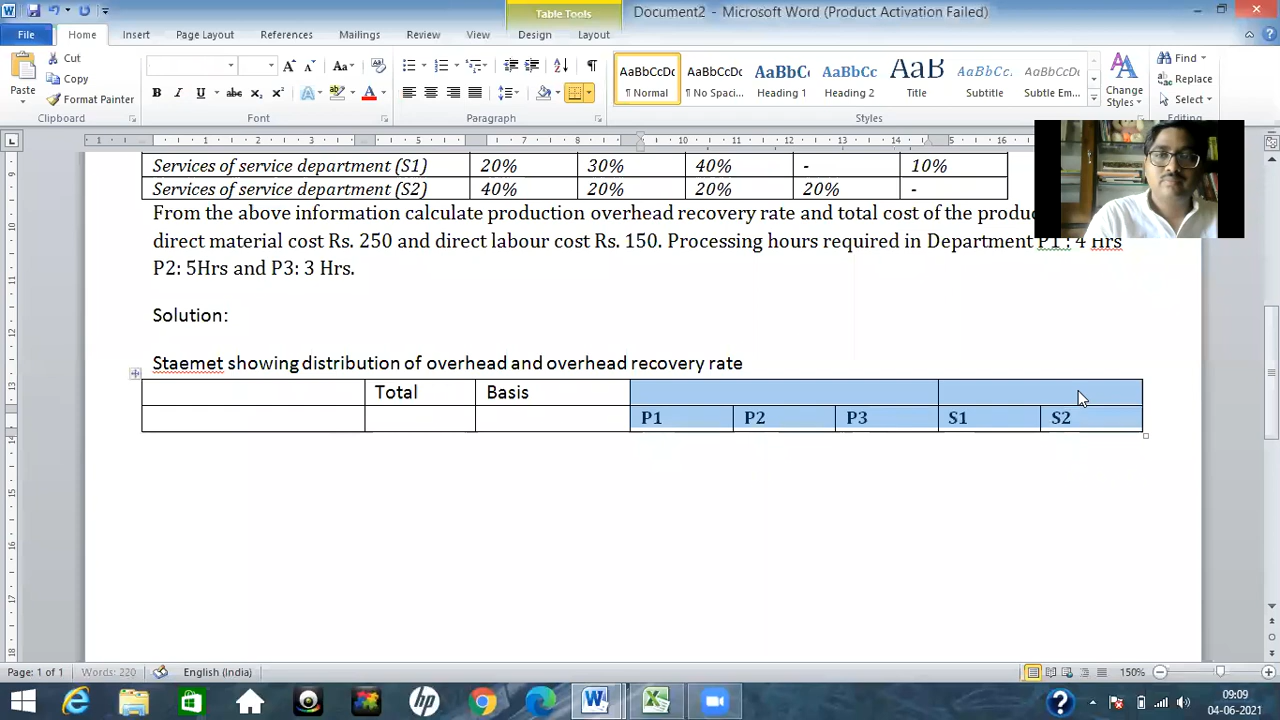 Table Tools
Document2 - Microsoft Word (Product Activation Failed)
File Home Insert Page Layout References Mailings Review View Design Layout
Cut
Copy
Format Painter
Paste
AaBbCcDc AaBbCcDc AaBbC AaBbCc AaB AaBbCcL AaBbCcDc
¶ Normal ¶ No Spaci... Heading 1 Heading 2 Title Subtitle Subtle Em...
Change Styles
Find
Replace
Select
Clipboard Font Paragraph Styles Editing
Services of service department (S1) 20% 30% 40% - 10%
Services of service department (S2) 40% 20% 20% 20% -
From the above information calculate production overhead recovery rate and total cost of the produc
direct material cost Rs. 250 and direct labour cost Rs. 150. Processing hours required in Department P1 : 4 Hrs
P2: 5Hrs and P3: 3 Hrs.
Solution:
Staemet showing distribution of overhead and overhead recovery rate
Total Basis
P1 P2 P3 S1 S2
Page: 1 of 1 Words: 220 English (India) 150%
09:09
04-06-2021